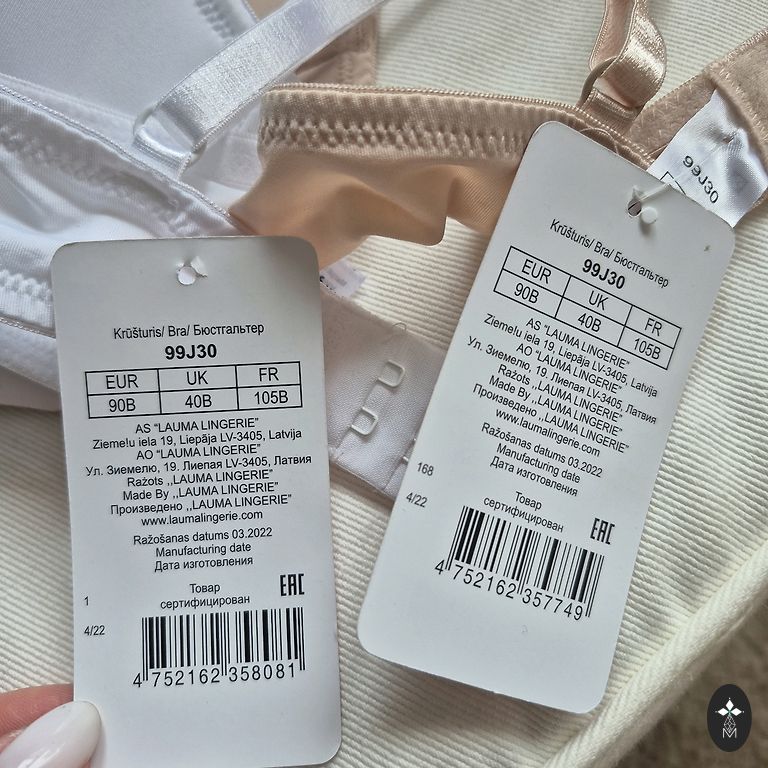 Krūšturis/ Bra/ Бюстгальтер
99J30
EUR UK FR
90B 40B 105B
AS "LAUMA LINGERIE"
Ziemeļu iela 19, Liepāja LV-3405, Latvija
АО "LAUMA LINGERIE"
Ул. Зиемелю, 19. Лиепая LV-3405, Латвия
Ražots ,,LAUMA LINGERIE"
Made By ,,LAUMA LINGERIE"
Произведено ,,LAUMA LINGERIE"
www.laumalingerie.com
Ražošanas datums 03.2022
Manufacturing date
Дата изготовления
Товар
сертифицирован
EAC
1
4/22
4 752162 358081
Krūšturis/ Bra/ Бюстгальтер
99J30
EUR UK FR
90B 40B 105B
AS "LAUMA LINGERIE"
Ziemeļu iela 19, Liepāja LV-3405, Latvija
АО "LAUMA LINGERIE"
Ул. Зиемелю, 19. Лиепая LV-3405, Латвия
Ražots ,,LAUMA LINGERIE"
Made By ,,LAUMA LINGERIE"
Произведено ,,LAUMA LINGERIE"
www.laumalingerie.com
Ražošanas datums 03.2022
Manufacturing date
Дата изготовления
168
4/22
Товар
сертифицирован
EAC
4 752162 357749
99J30
M